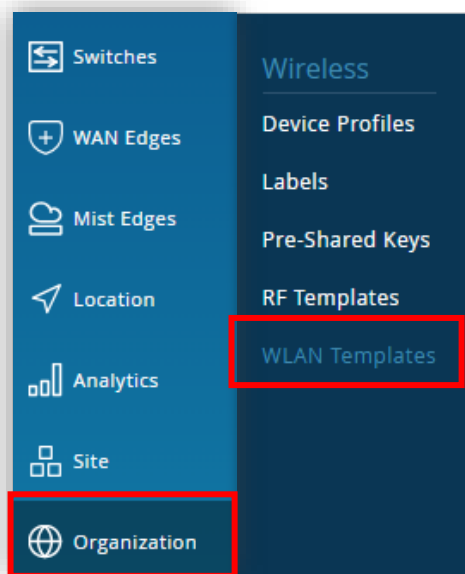 Switches
WAN Edges
Mist Edges
Location
Analytics
Site
Organization
Wireless
Device Profiles
Labels
Pre-Shared Keys
RF Templates
WLAN Templates